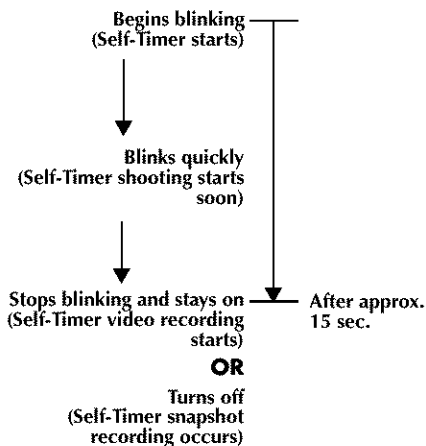 Begins blinking
(Self-Timer starts)
Blinks quickly
(Self-Timer shooting starts
soon)
Stops blinking and stays on
(Self-Timer video recording
starts)
After approx.
15 sec.
OR
Turns off
(Self-Timer snapshot
recording occurs)